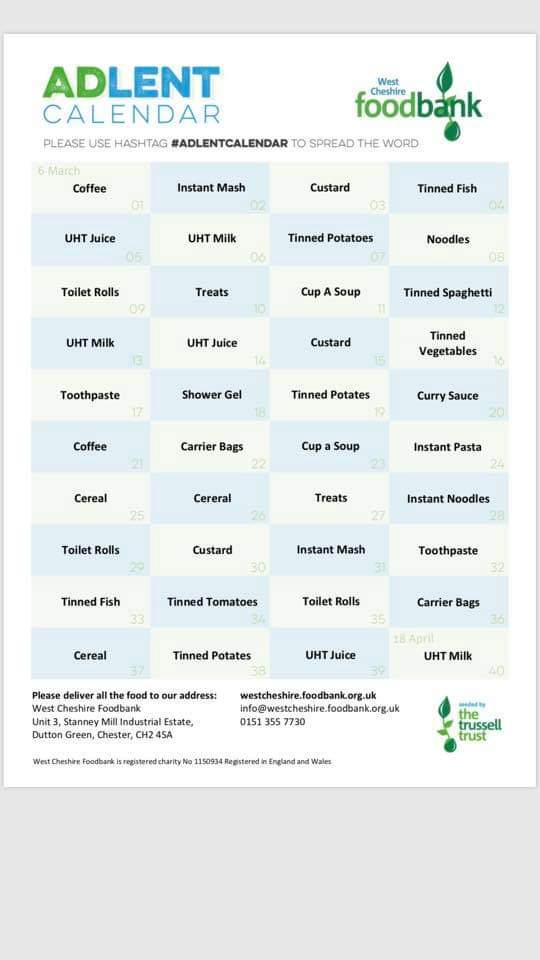 ADLENT
CALENDAR
West
Cheshire
foodbank
PLEASE USE HASHTAG #ADLENTCALENDAR TO SPREAD THE WORD
6 March
Coffee
01
Instant Mash
02
Custard
03
Tinned Fish
04
UHT Juice
05
UHT Milk
06
Tinned Potatoes
07
Noodles
08
Toilet Rolls
09
Treats
10
Cup A Soup
11
Tinned Spaghetti
12
UHT Milk
13
UHT Juice
14
Custard
15
Tinned
Vegetables
16
Toothpaste
17
Shower Gel
18
Tinned Potates
19
Curry Sauce
20
Coffee
21
Carrier Bags
22
Cup a Soup
23
Instant Pasta
24
Cereal
25
Cereral
26
Treats
27
Instant Noodles
28
Toilet Rolls
29
Custard
30
Instant Mash
31
Toothpaste
32
Tinned Fish
33
Tinned Tomatoes
34
Toilet Rolls
35
Carrier Bags
36
Cereal
37
Tinned Potates
38
UHT Juice
39
18 April
UHT Milk
40
Please deliver all the food to our address:
West Cheshire Foodbank
Unit 3, Stanney Mill Industrial Estate,
Dutton Green, Chester, CH2 4SA
westcheshire.foodbank.org.uk
info@westcheshire.foodbank.org.uk
0151 355 7730
seeded by
the
trussell
trust
West Cheshire Foodbank is registered charity No 1150934 Registered in England and Wales